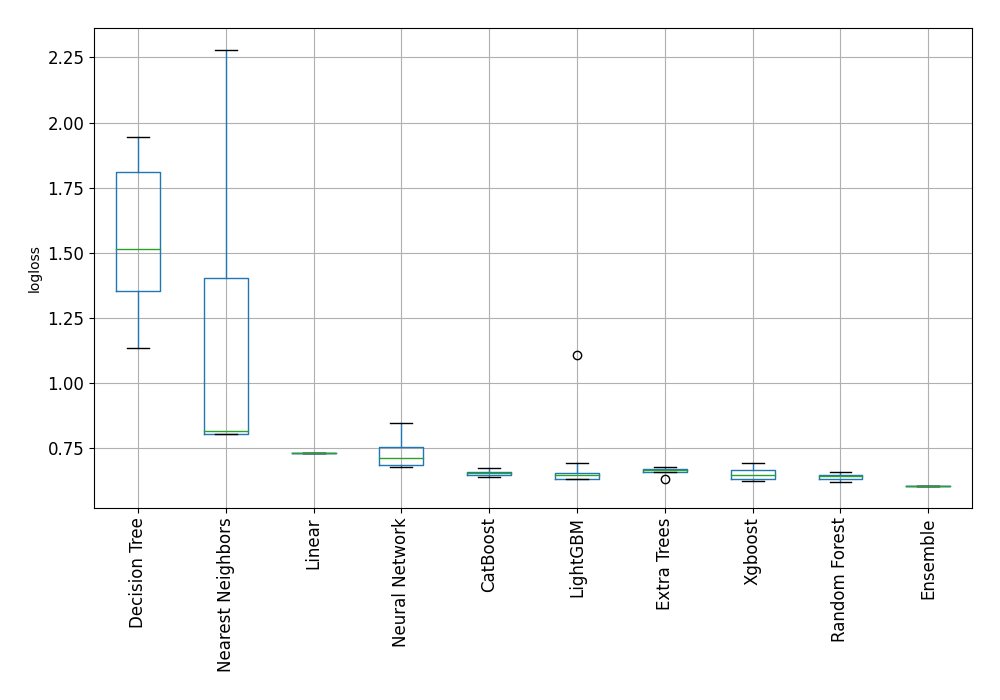 2.25
2.00
1.75
1.50
1.25
1.00
0.75
logloss
Decision Tree
Nearest Neighbors
Linear
Neural Network
CatBoost
LightGBM
Extra Trees
Xgboost
Random Forest
Ensemble